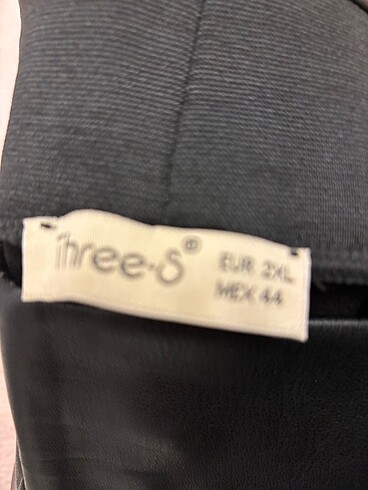 Three-S®
EUR 2XL
MEX 44